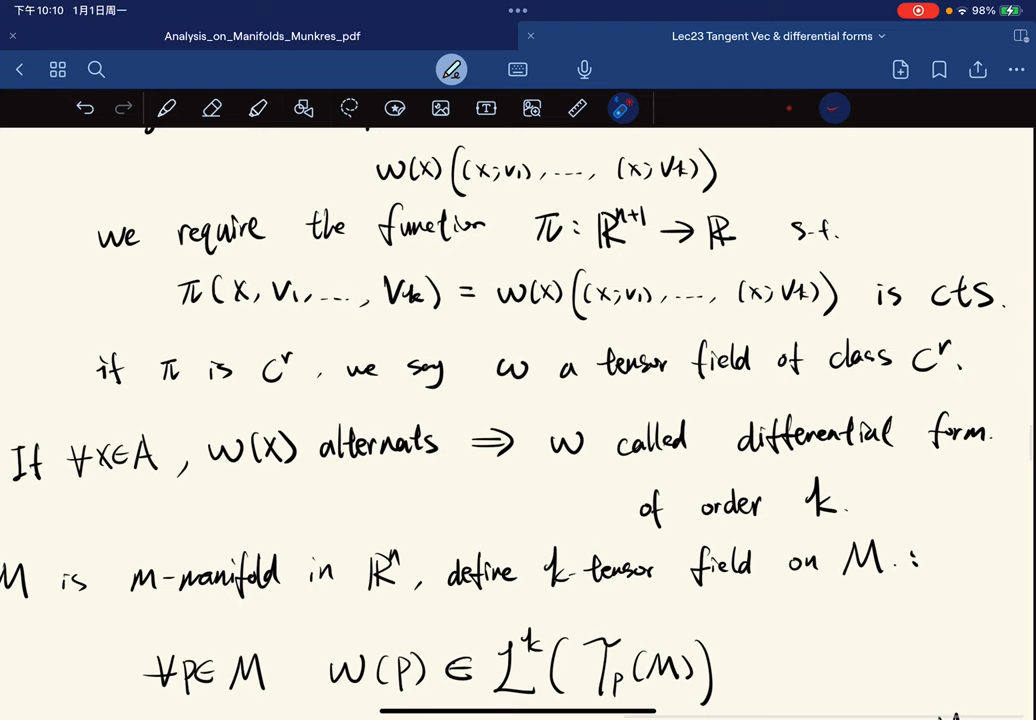 下午10:10 1月1日周一
98%
Analysis_on_Manifolds_Munkres_pdf
Lec23 Tangent Vec & differential forms
w(x)((x;v1),...., (x; Vk))
we require the function π: ℝ^{n+1} → ℝ s.t.
π(x, v1,..., Vk) = w(x)((x;v1),...., (x; Vk)) is cts.
if π is C^r, we say ω a tensor field of class C^r.
If ∀x∈A, w(x) alternats ⇒ w called differential form.
of order k.
M is m-manifold in ℝ^n, define k-tensor field on M.:
∀p∈M w(p) ∈ L^k(T_p(M))